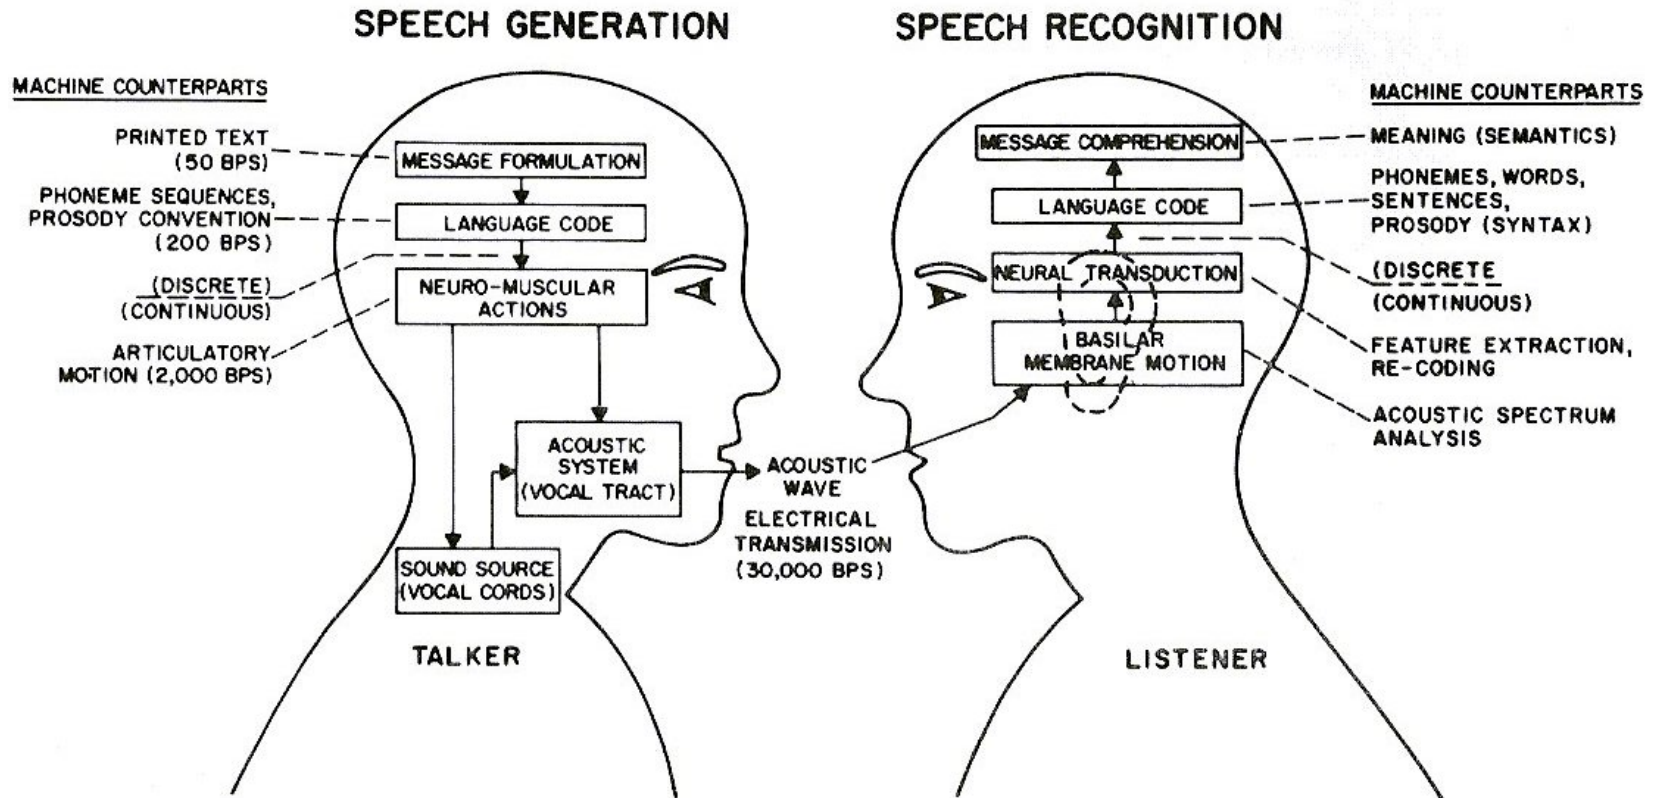 SPEECH GENERATION
MACHINE COUNTERPARTS
PRINTED TEXT
(50 BPS)
PHONEME SEQUENCES,
PROSODY CONVENTION
(200 BPS)
(DISCRETE)
(CONTINUOUS)
ARTICULATORY
MOTION (2,000 BPS)
MESSAGE FORMULATION
LANGUAGE CODE
NEURO-MUSCULAR
ACTIONS
ACOUSTIC
SYSTEM
(VOCAL TRACT)
SOUND SOURCE
(VOCAL CORDS)
TALKER
ACOUSTIC
WAVE
ELECTRICAL
TRANSMISSION
(30,000 BPS)
SPEECH RECOGNITION
MESSAGE COMPREHENSION
LANGUAGE CODE
NEURAL TRANSDUCTION
BASILAR
MEMBRANE MOTION
LISTENER
MACHINE COUNTERPARTS
MEANING (SEMANTICS)
PHONEMES, WORDS,
SENTENCES,
PROSODY (SYNTAX)
(DISCRETE
(CONTINUOUS)
FEATURE EXTRACTION,
RE-CODING
ACOUSTIC SPECTRUM
ANALYSIS